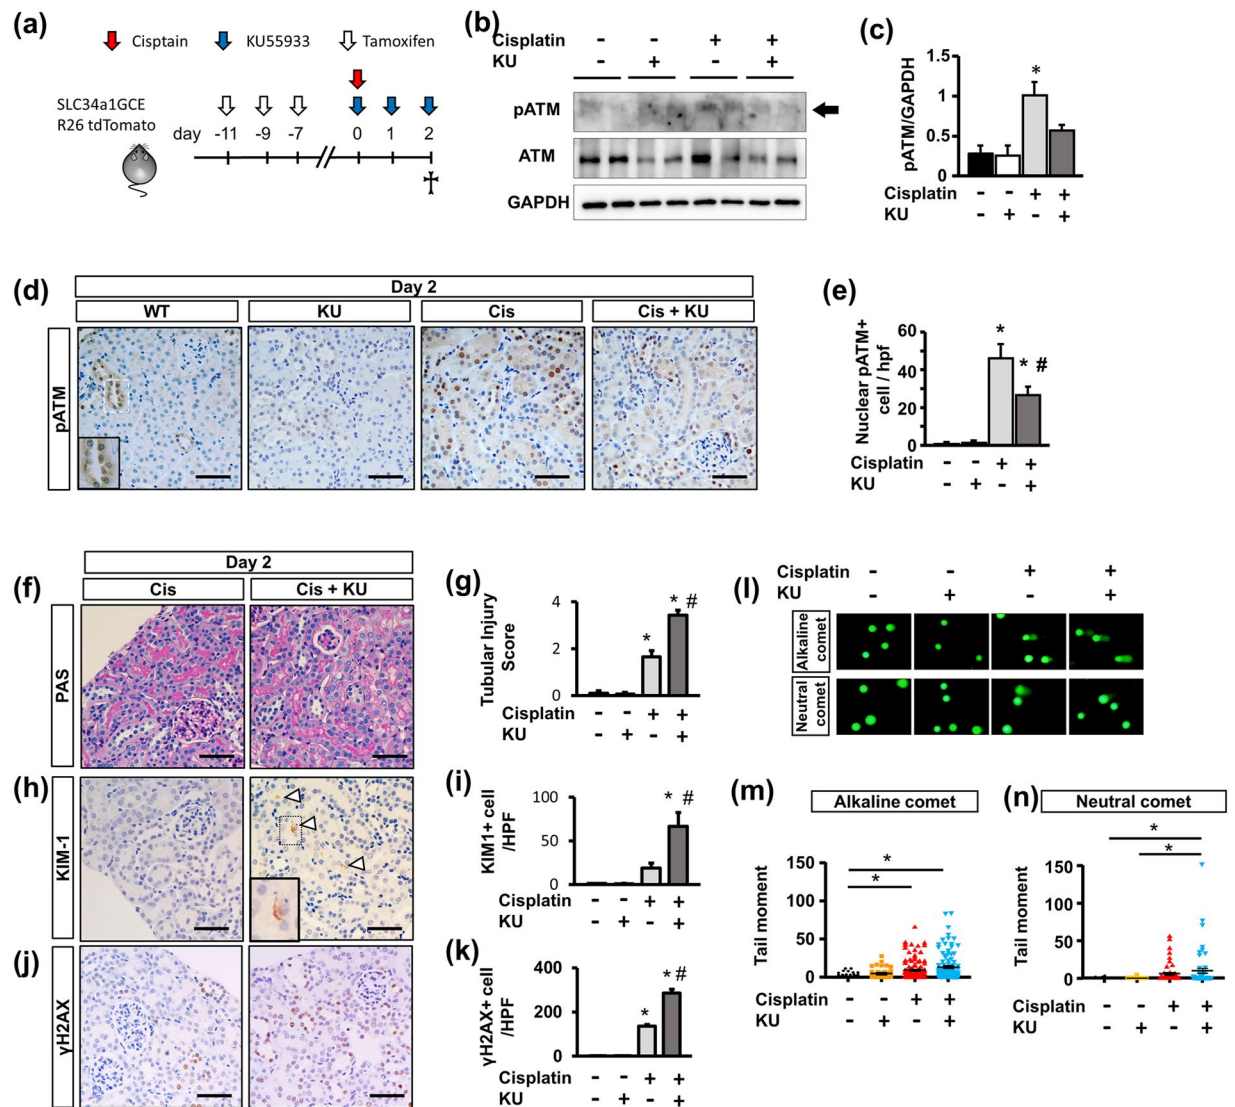 (a)
Cisptain KU55933 Tamoxifen
SLC34a1GCE
R26 tdTomato
day -11 -9 -7 0 1 2
(b)
Cisplatin - - + +
KU - + - +
pATM
ATM
GAPDH
(c)
pATM/GAPDH
1.5
1
0.5
0
*
Cisplatin - - + +
KU - + - +
(d)
Day 2
WT KU Cis Cis + KU
pATM
(e)
Nuclear pATM+
cell / hpf
60
40
20
0
*
* #
Cisplatin - - + +
KU - + - +
(f)
Day 2
Cis Cis + KU
PAS
(g)
Tubular Injury
Score
4
2
0
*
* #
Cisplatin - - + +
KU - + - +
(h)
KIM-1
(i)
KIM1+ cell
/HPF
100
50
0
* #
Cisplatin - - + +
KU - + - +
(j)
γH2AX
(k)
γH2AX+ cell
/HPF
400
200
0
*
* #
Cisplatin - - + +
KU - + - +
(l)
Cisplatin - - + +
KU - + - +
Alkaline
comet
Neutral
comet
(m)
Alkaline comet
Tail moment
150
100
50
0
*
*
Cisplatin - - + +
KU - + - +
(n)
Neutral comet
Tail moment
150
100
50
0
*
*
Cisplatin - - + +
KU - + - +